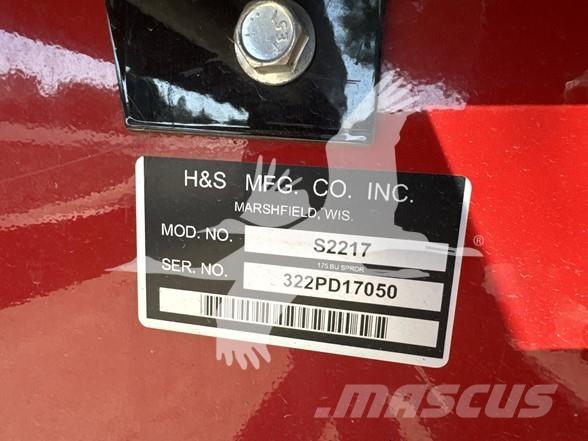 H&S MFG. CO. INC.
MARSHFIELD, WIS.
MOD. NO. S2217
175 BU SPRDR
SER. NO. 322PD17050
®
MASCUS